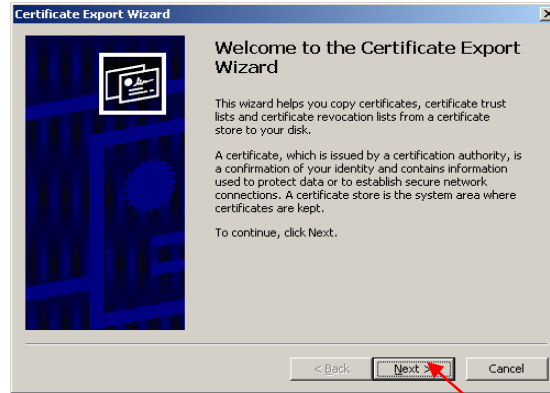 Certificate Export Wizard
Welcome to the Certificate Export
Wizard
This wizard helps you copy certificates, certificate trust
lists and certificate revocation lists from a certificate
store to your disk.
A certificate, which is issued by a certification authority, is
a confirmation of your identity and contains information
used to protect data or to establish secure network
connections. A certificate store is the system area where
certificates are kept.
To continue, click Next.
< Back
Next >
Cancel